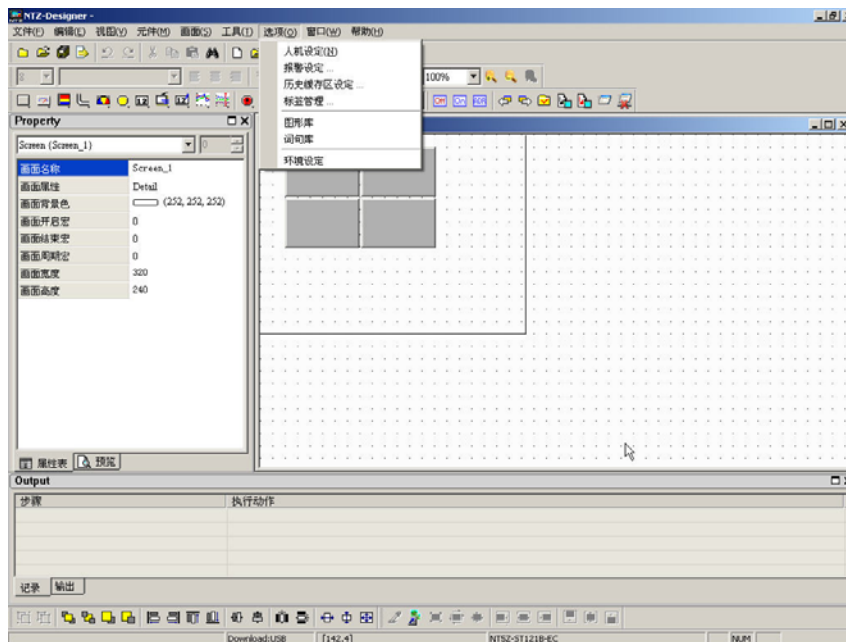 NTZ-Designer -
文件(F) 编辑(E) 视图(V) 元件(M) 画面(S) 工具(T) 选项(O) 窗口(W) 帮助(H)
人机设定(N)
报警设定 ...
历史缓存区设定 ...
标签管理 ...
图形库
词句库
环境设定
8
100%
Property
Screen (Screen_1) 0
画面名称 Screen_1
画面属性 Detail
画面背景色 (252, 252, 252)
画面开启宏 0
画面结束宏 0
画面周期宏 0
画面宽度 320
画面高度 240
属性表 预览
Output
步骤 执行动作
记录 输出
Download:USB [142,4] NT5Z-ST121B-EC NUM